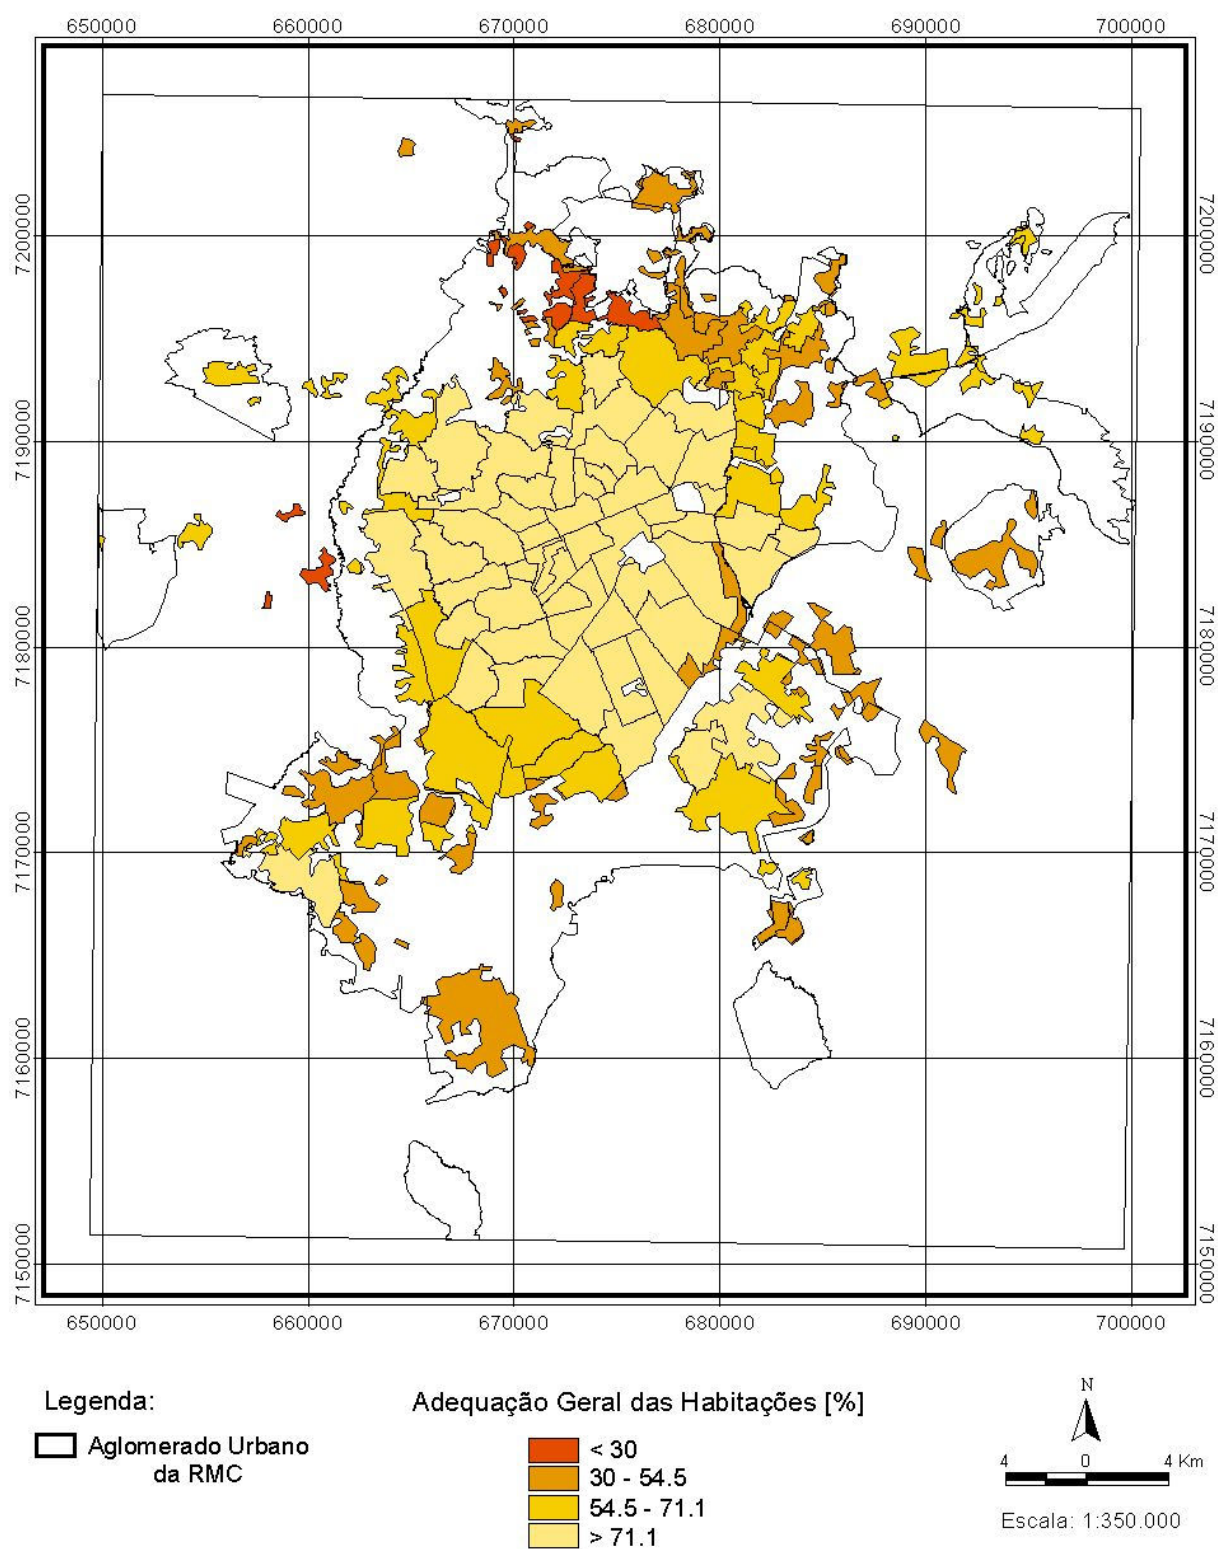 650000 660000 670000 680000 690000 700000
7200000 7200000
7190000 7190000
7180000 7180000
7170000 7170000
7160000 7160000
7150000 7150000
650000 660000 670000 680000 690000 700000
Legenda:
Aglomerado Urbano
da RMC
Adequação Geral das Habitações [%]
< 30
30 - 54.5
54.5 - 71.1
> 71.1
N
4 0 4 Km
Escala: 1:350.000